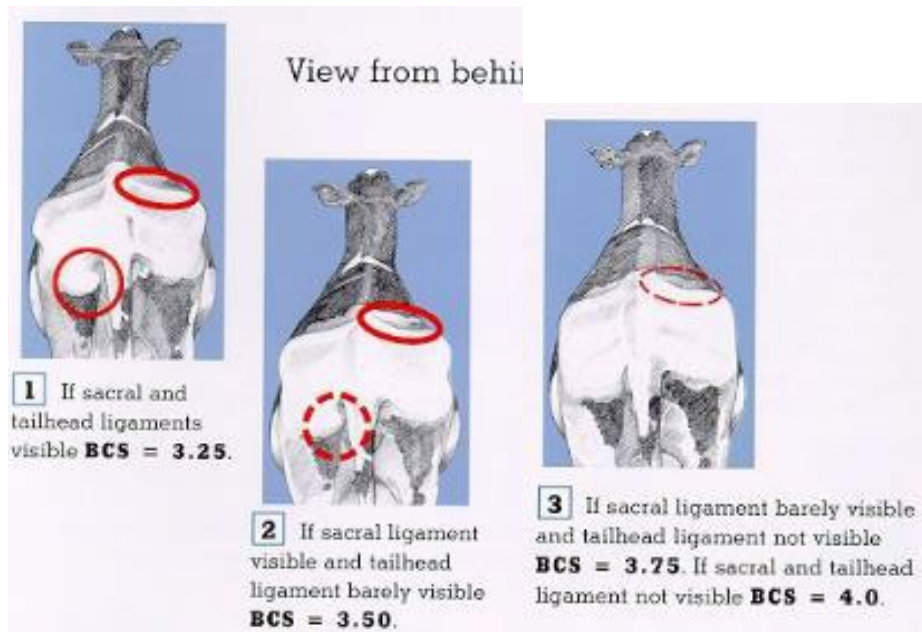 View from behi
1 If sacral and
tailhead ligaments
visible BCS = 3.25.
2 If sacral ligament
visible and tailhead
ligament barely visible
BCS = 3.50.
3 If sacral ligament barely visible
and tailhead ligament not visible
BCS = 3.75. If sacral and tailhead
ligament not visible BCS = 4.0.